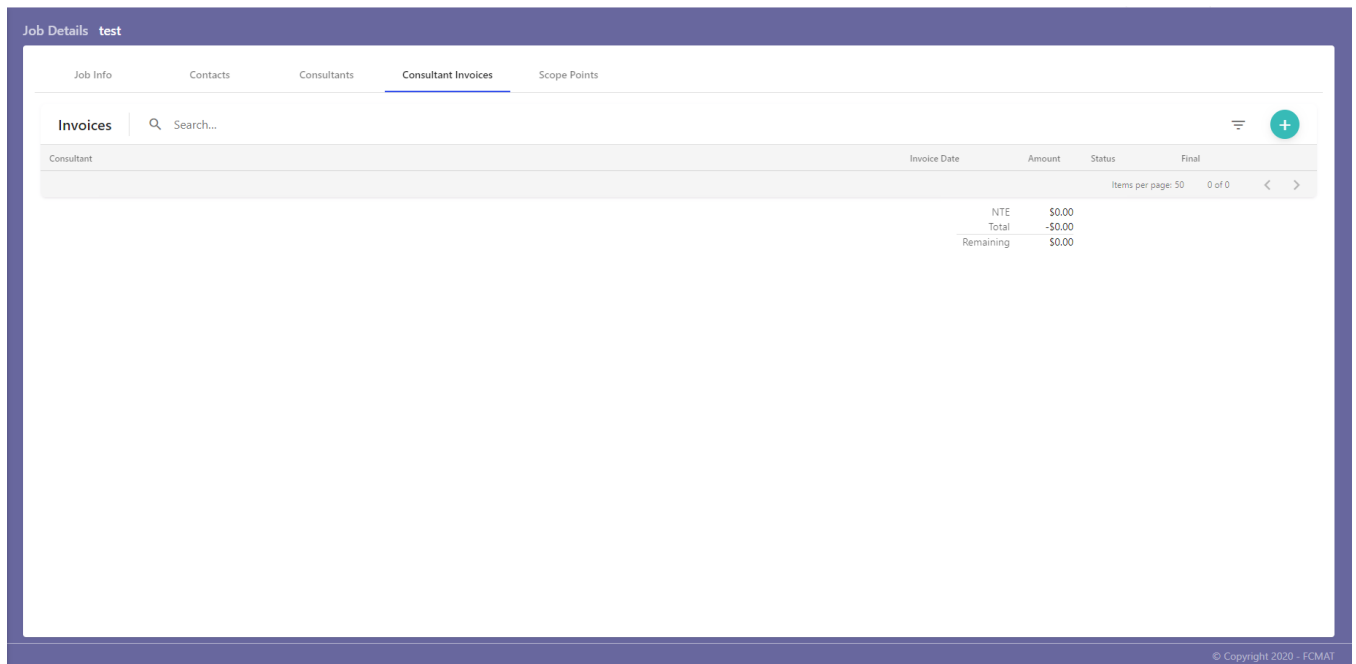 Job Details test
Job Info Contacts Consultants Consultant Invoices Scope Points
Invoices Search...
Consultant Invoice Date Amount Status Final
Items per page: 50 0 of 0
NTE $0.00
Total -$0.00
Remaining $0.00
© Copyright 2020 - FCMAT